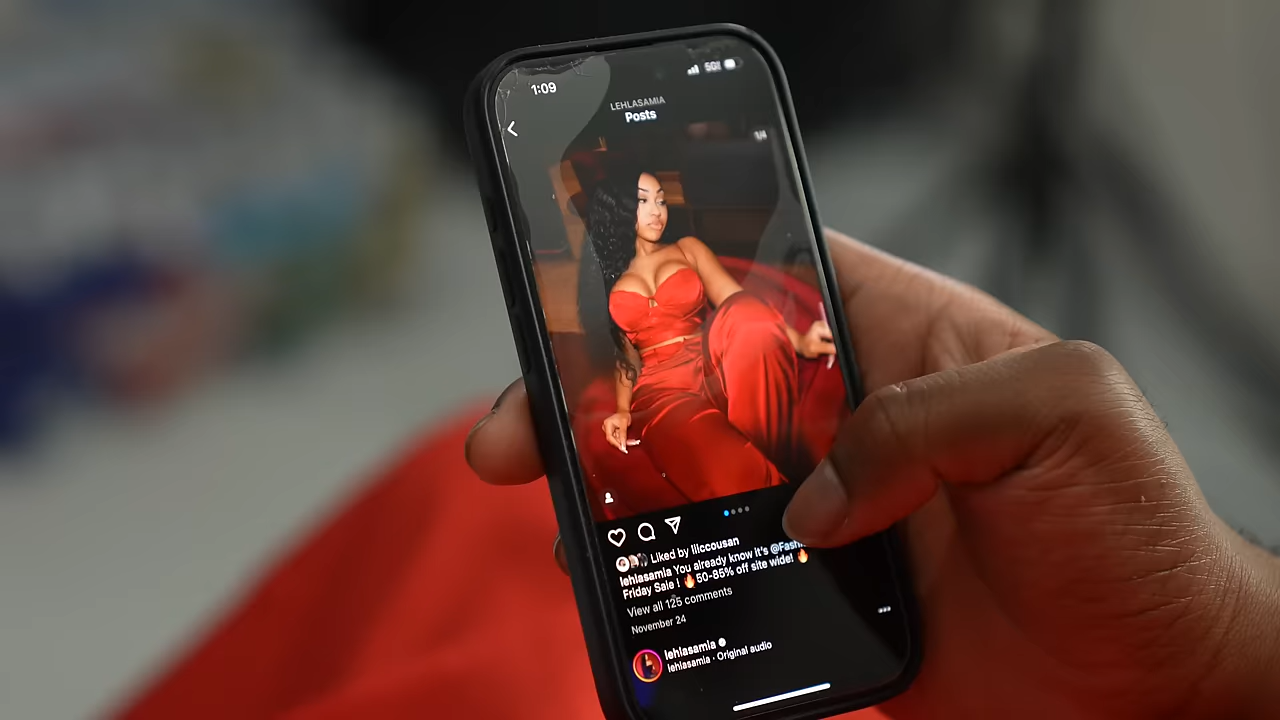 1:09
LEHLASAMIA
Posts
1/4
Liked by lilccousan
lehlasamia You already know it's
Friday Sale ! 🔥50-85% off site wide! 🔥
View all 125 comments
November 24
lehlasamia
lehlasamia · Original audio